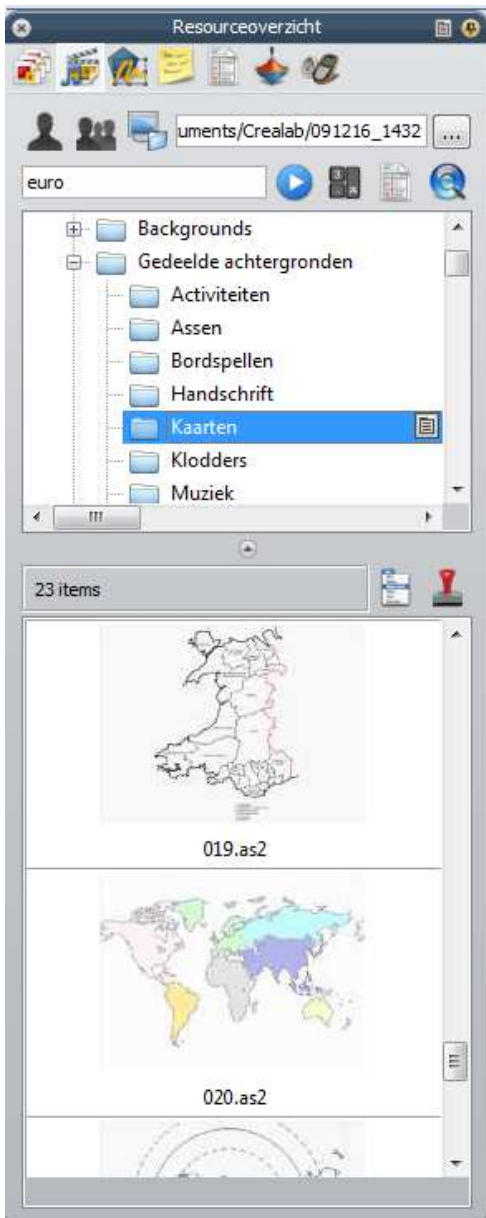 Resourceoverzicht
uments/Crealab/091216_1432
...
euro
Backgrounds
Gedeelde achtergronden
Activiteiten
Assen
Bordspellen
Handschrift
Kaarten
Klodders
Muziek
23 items
019.as2
020.as2